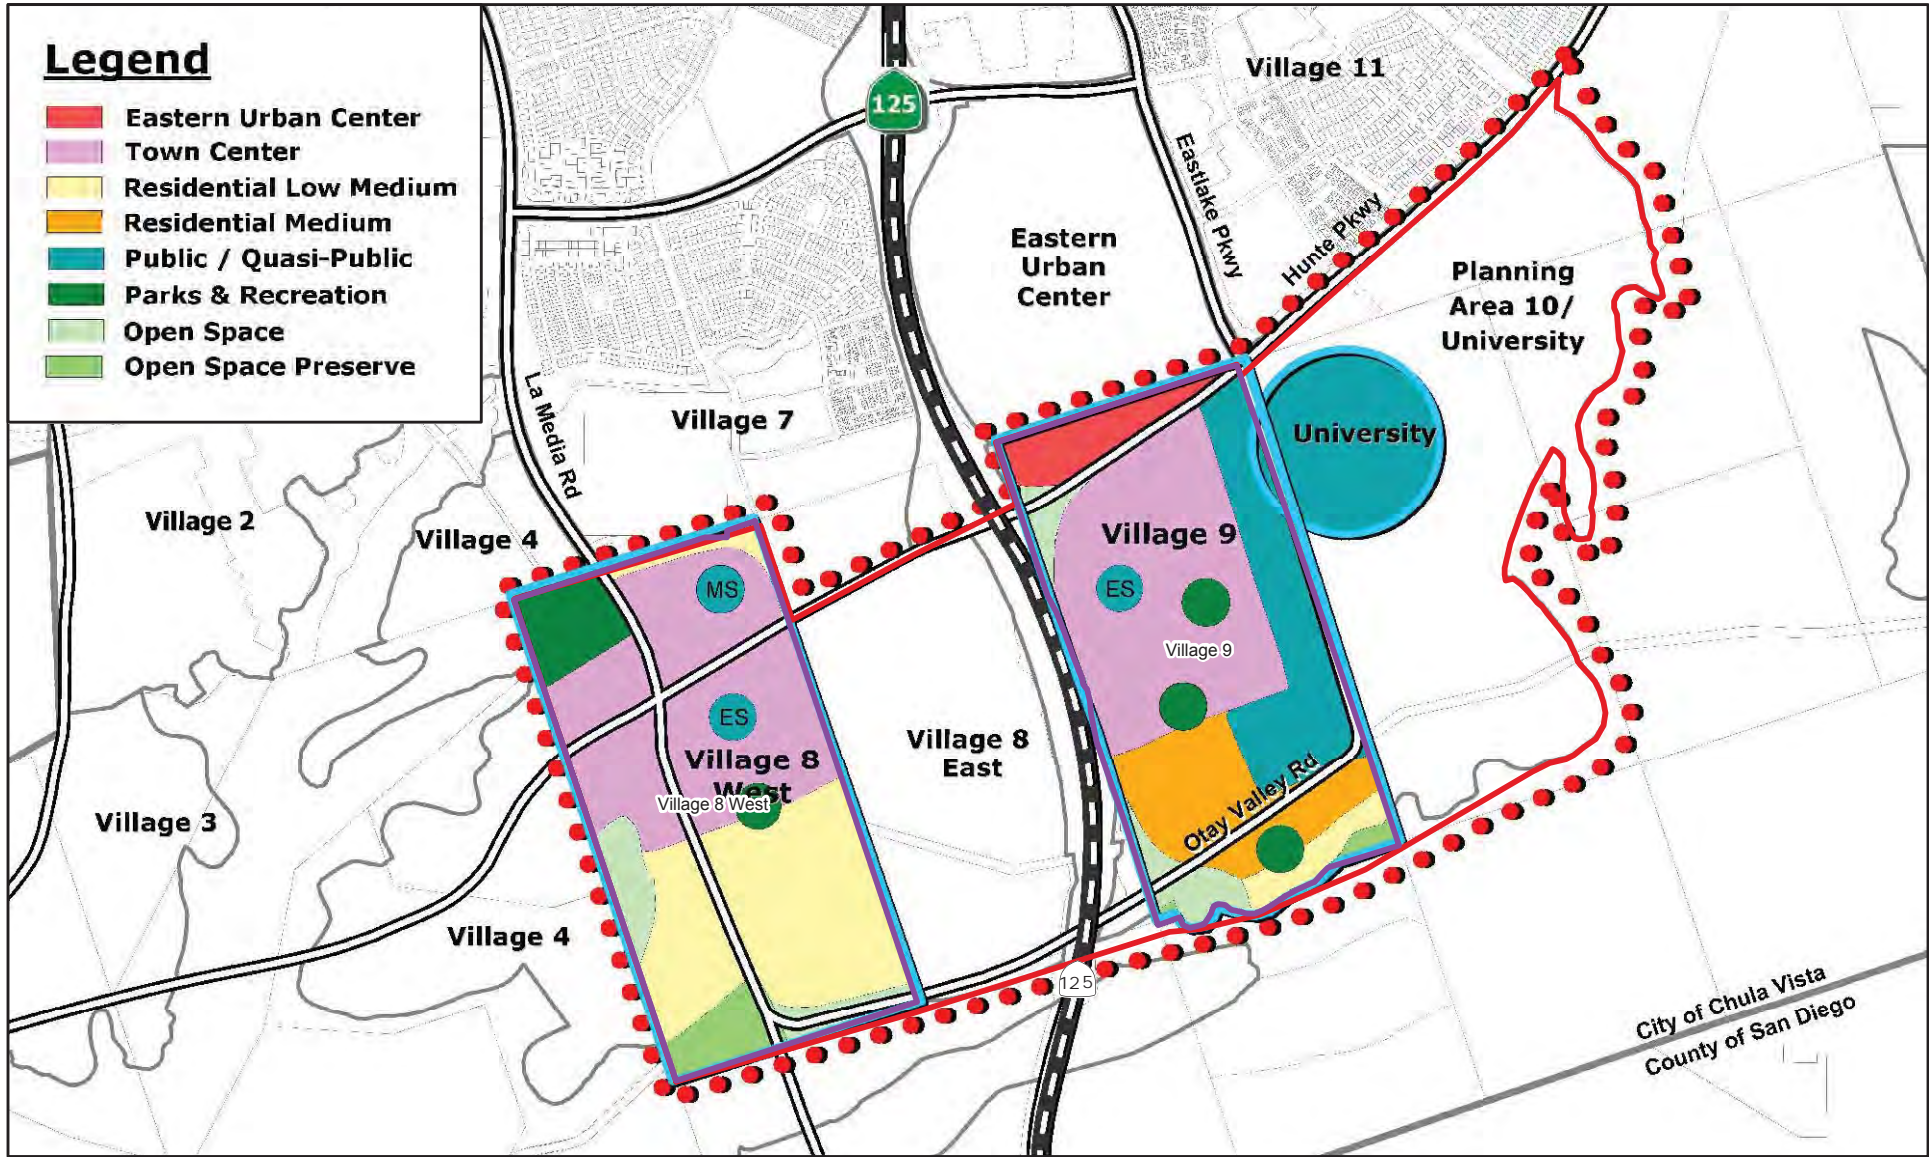 Legend
Eastern Urban Center
Town Center
Residential Low Medium
Residential Medium
Public / Quasi-Public
Parks & Recreation
Open Space
Open Space Preserve
125
Village 11
Eastlake Pkwy
Hunte Pkwy
Eastern
Urban
Center
Planning
Area 10/
University
La Media Rd
Village 7
University
Village 2
Village 4
Village 9
MS
ES
Village 9
ES
Village 8
West
Village 8 West
Village 8
East
Otay Valley Rd
Village 3
Village 4
125
City of Chula Vista
County of San Diego